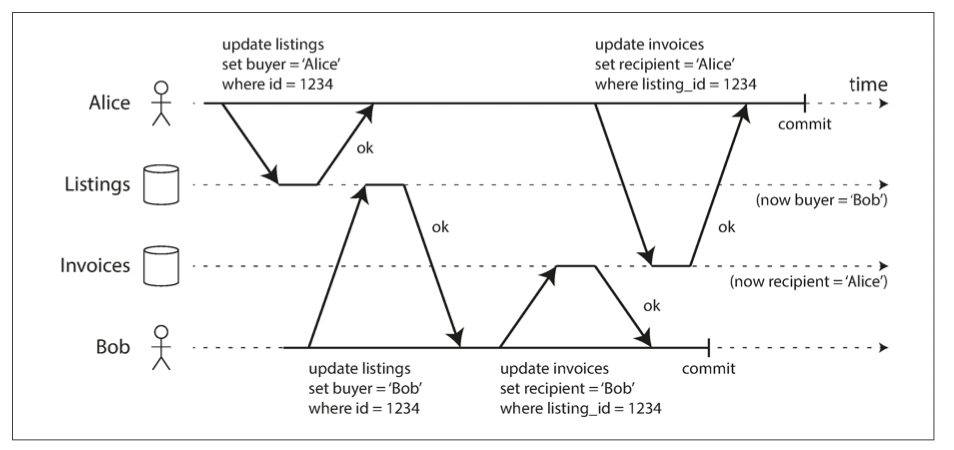 update listings
set buyer = ‘Alice’
where id = 1234
update invoices
set recipient = ‘Alice’
where listing_id = 1234
time
Alice
commit
ok
Listings
(now buyer = ‘Bob’)
ok
ok
Invoices
(now recipient = ‘Alice’)
ok
Bob
commit
update listings
set buyer = ‘Bob’
where id = 1234
update invoices
set recipient = ‘Bob’
where listing_id = 1234